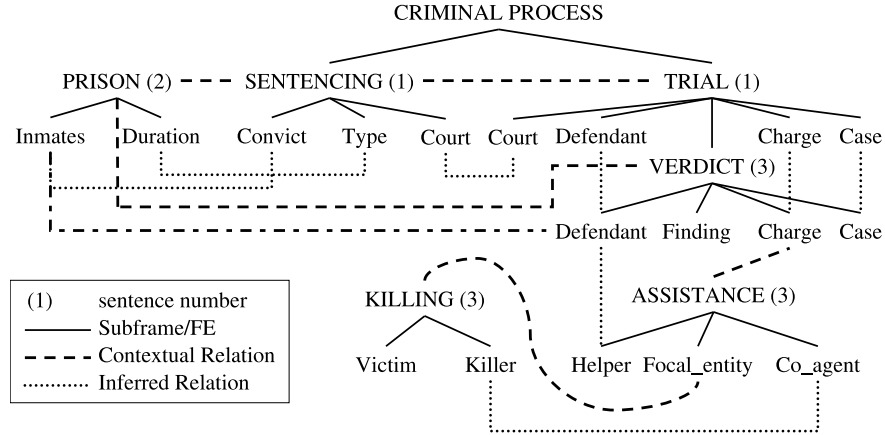 CRIMINAL PROCESS
PRISON (2) SENTENCING (1) TRIAL (1)
Inmates Duration Convict Type Court Court Defendant Charge Case
VERDICT (3)
Defendant Finding Charge Case
KILLING (3) ASSISTANCE (3)
Victim Killer Helper Focal_entity Co_agent
(1) sentence number
Subframe/FE
Contextual Relation
Inferred Relation